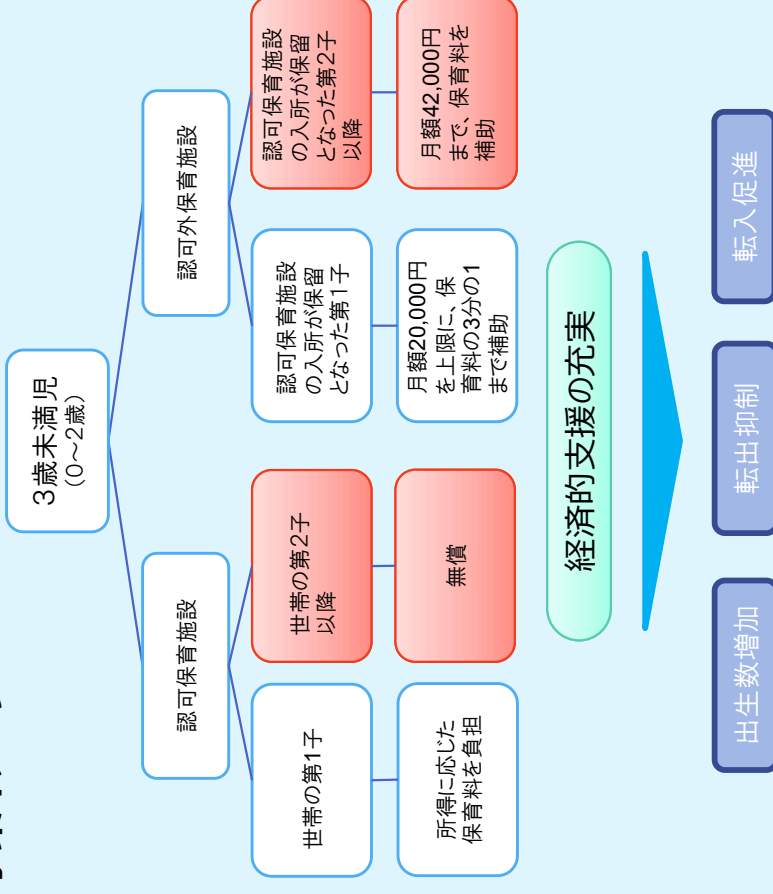 3歳未満児
（0～2歳）
認可保育施設
認可外保育施設
世帯の第1子
世帯の第2子
以降
認可保育施設
の入所が保留
となった第1子
認可保育施設
の入所が保留
となった第2子
以降
所得に応じた
保育料を負担
無償
月額20,000円
を上限に、保
育料の3分の1
まで補助
月額42,000円
まで、保育料を
補助
経済的支援の充実
出生数増加
転出抑制
転入促進